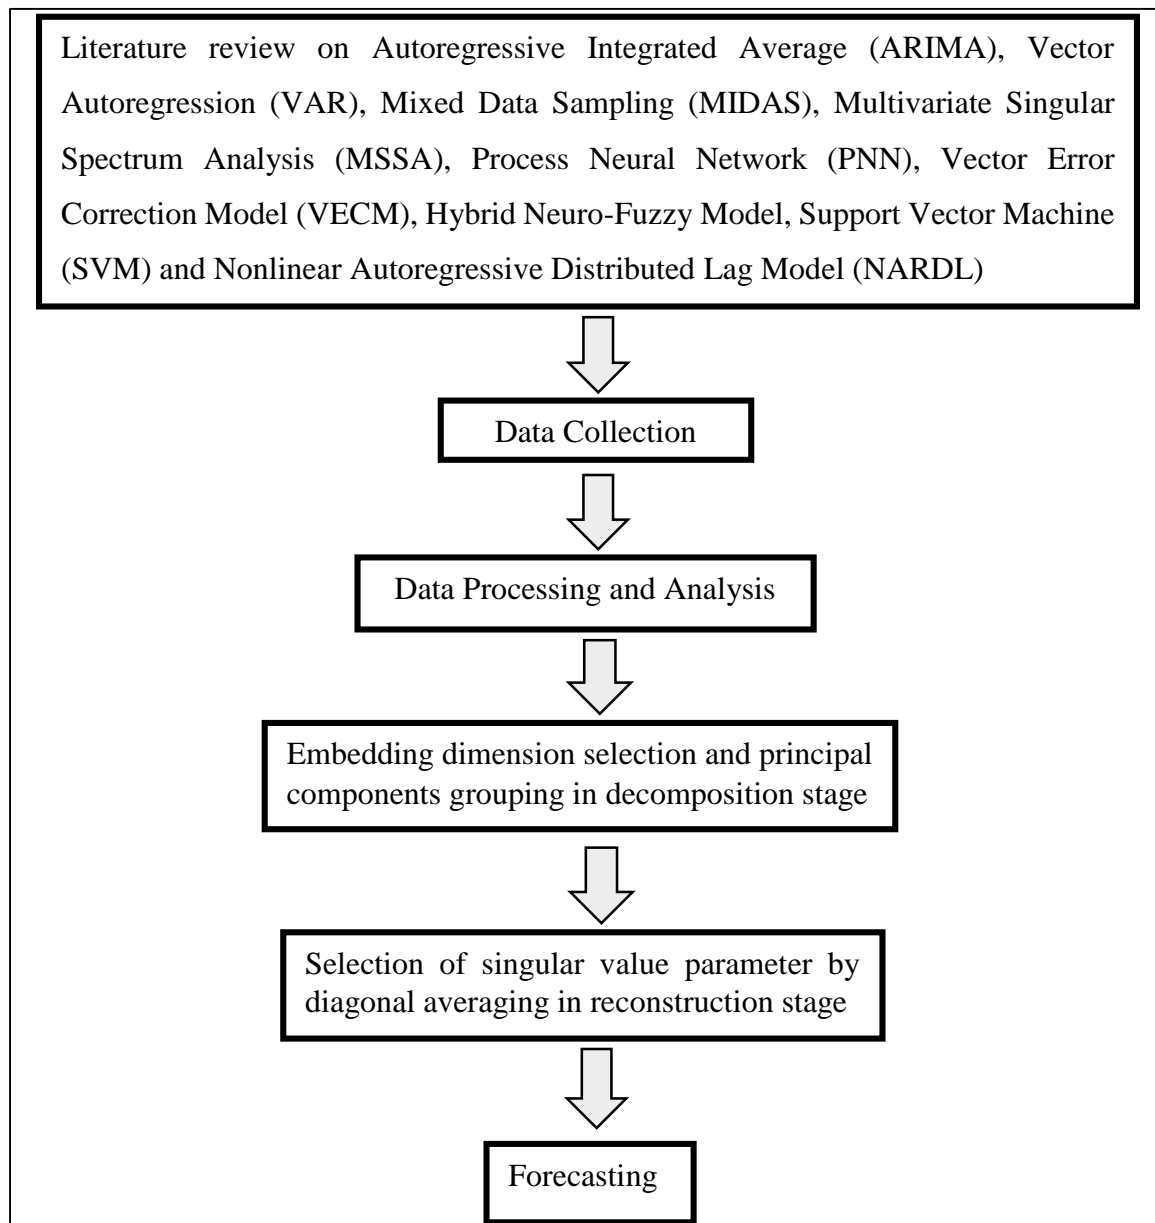 Literature review on Autoregressive Integrated Average (ARIMA), Vector
Autoregression (VAR), Mixed Data Sampling (MIDAS), Multivariate Singular
Spectrum Analysis (MSSA), Process Neural Network (PNN), Vector Error
Correction Model (VECM), Hybrid Neuro-Fuzzy Model, Support Vector Machine
(SVM) and Nonlinear Autoregressive Distributed Lag Model (NARDL)
Data Collection
Data Processing and Analysis
Embedding dimension selection and principal
components grouping in decomposition stage
Selection of singular value parameter by
diagonal averaging in reconstruction stage
Forecasting